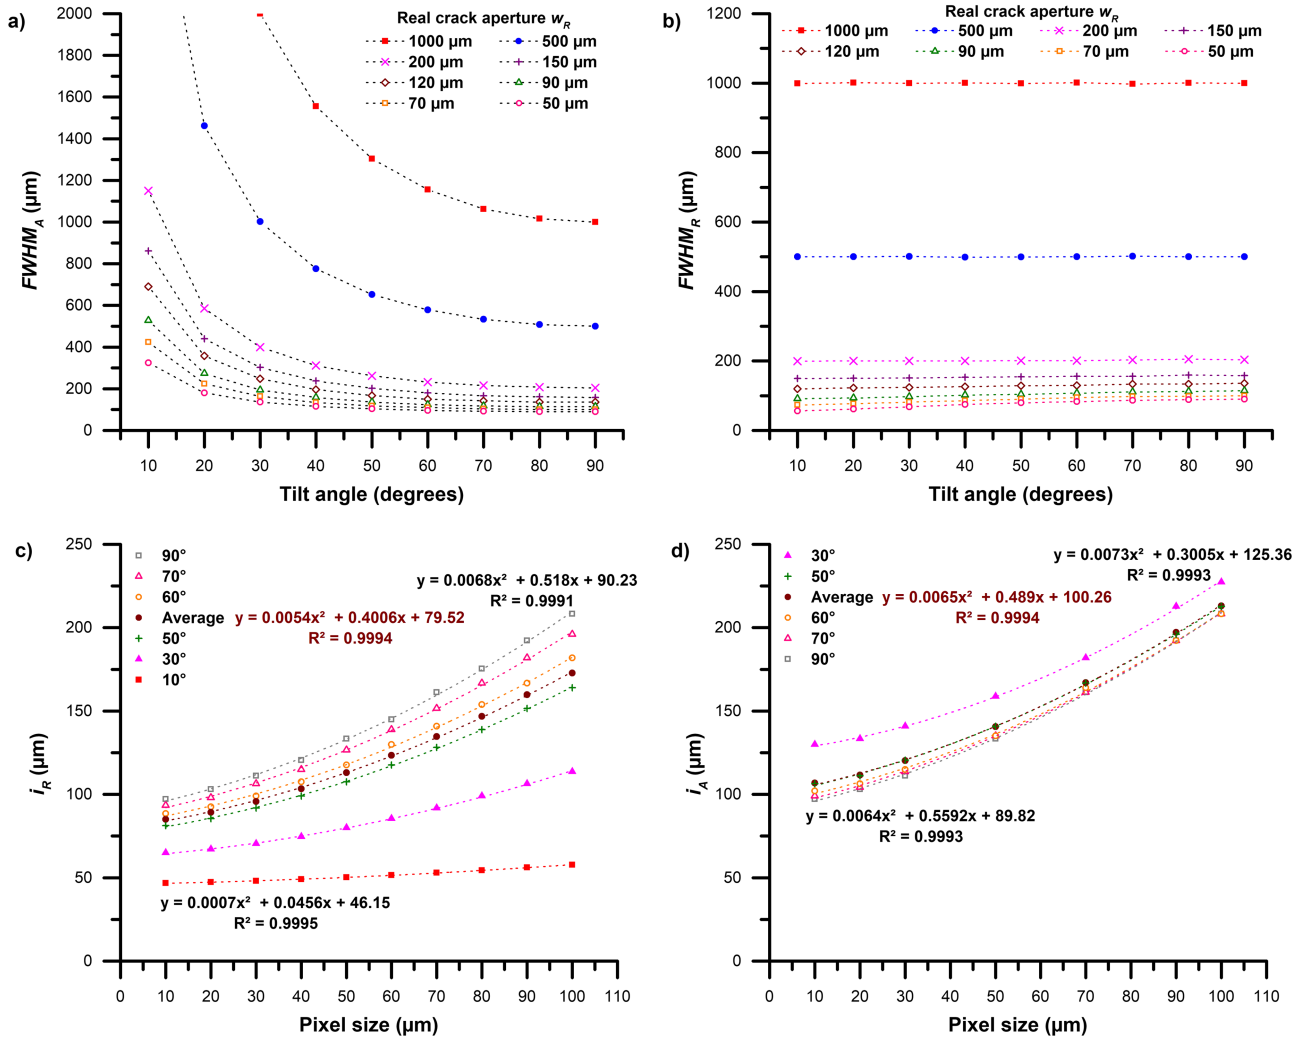 a)
Real crack aperture wR
1000 µm
500 µm
200 µm
150 µm
120 µm
90 µm
70 µm
50 µm
FWHMA (µm)
2000
1800
1600
1400
1200
1000
800
600
400
200
0
10 20 30 40 50 60 70 80 90
Tilt angle (degrees)
b)
Real crack aperture wR
1000 µm
500 µm
200 µm
150 µm
120 µm
90 µm
70 µm
50 µm
FWHMR (µm)
1200
1000
800
600
400
200
0
10 20 30 40 50 60 70 80 90
Tilt angle (degrees)
c)
90°
70°
60°
Average
50°
30°
10°
y = 0.0068x² + 0.518x + 90.23
R² = 0.9991
y = 0.0054x² + 0.4006x + 79.52
R² = 0.9994
y = 0.0007x² + 0.0456x + 46.15
R² = 0.9995
iR (µm)
250
200
150
100
50
0
0 10 20 30 40 50 60 70 80 90 100 110
Pixel size (µm)
d)
30°
50°
Average
60°
70°
90°
y = 0.0073x² + 0.3005x + 125.36
R² = 0.9993
y = 0.0065x² + 0.489x + 100.26
R² = 0.9994
y = 0.0064x² + 0.5592x + 89.82
R² = 0.9993
iA (µm)
250
200
150
100
50
0
0 10 20 30 40 50 60 70 80 90 100 110
Pixel size (µm)